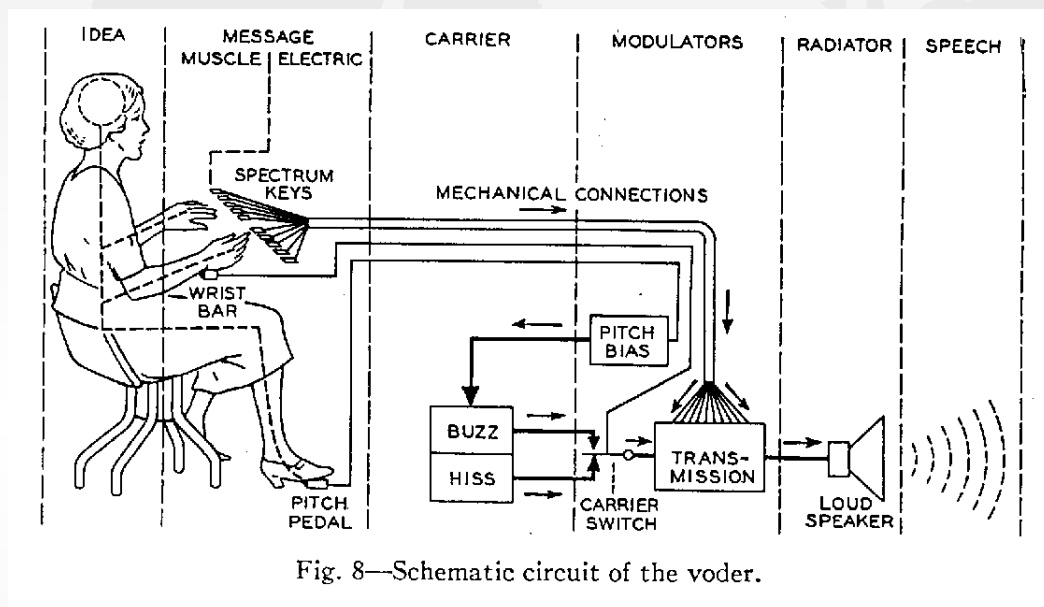 IDEA
MESSAGE
MUSCLE ELECTRIC
CARRIER
MODULATORS
RADIATOR
SPEECH
SPECTRUM
KEYS
MECHANICAL CONNECTIONS
WRIST
BAR
PITCH
BIAS
BUZZ
HISS
TRANS-
MISSION
CARRIER
SWITCH
LOUD
SPEAKER
PITCH
PEDAL
Fig. 8—Schematic circuit of the voder.